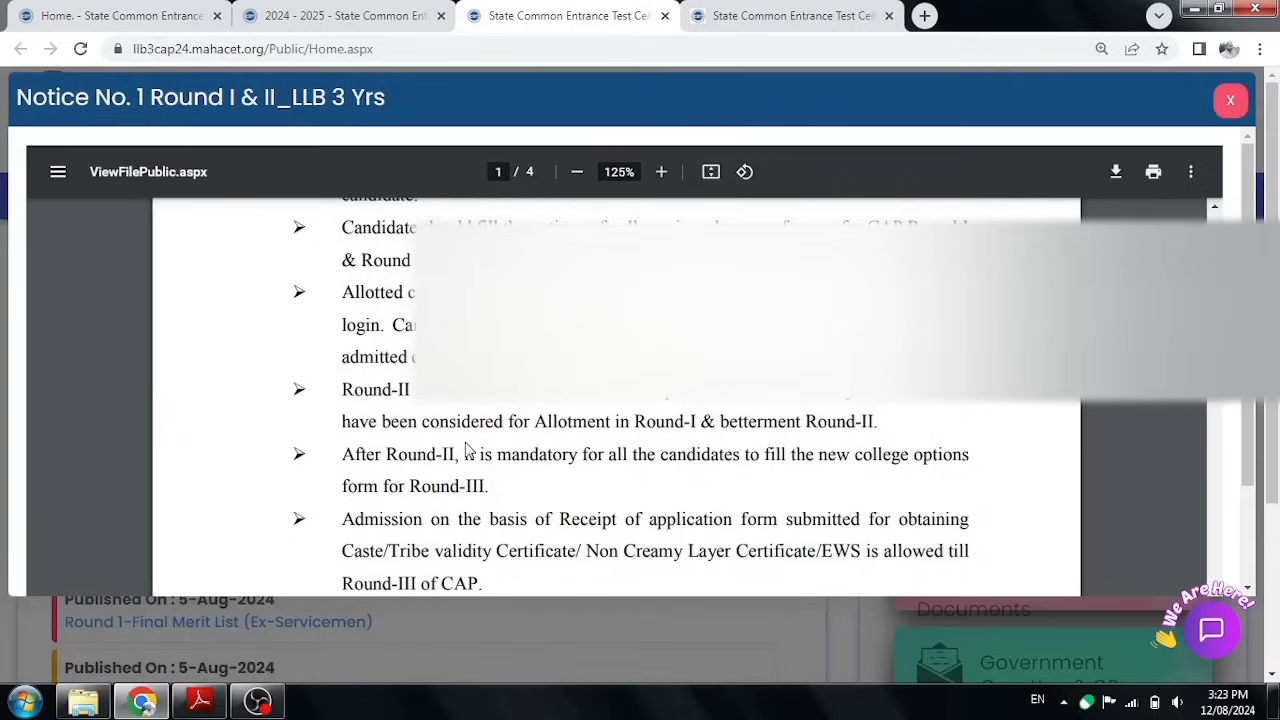 Home. - State Common Entrance
2024 - 2025 - State Common Ent
State Common Entrance Test Cell
State Common Entrance Test Cel
llb3cap24.mahacet.org/Public/Home.aspx
Notice No. 1 Round I & II_LLB 3 Yrs
X
ViewFilePublic.aspx
1 / 4
125%
candidate.
Candidate
& Round
Allotted c
login. Ca
admitted
Round-II
have been considered for Allotment in Round-I & betterment Round-II.
After Round-II, is mandatory for all the candidates to fill the new college options
form for Round-III.
Admission on the basis of Receipt of application form submitted for obtaining
Caste/Tribe validity Certificate/ Non Creamy Layer Certificate/EWS is allowed till
Round-III of CAP.
Published On : 5-Aug-2024
Round 1-Final Merit List (Ex-Servicemen)
Published On : 5-Aug-2024
Documents
Government
We Are Here!
EN
3:23 PM
12/08/2024